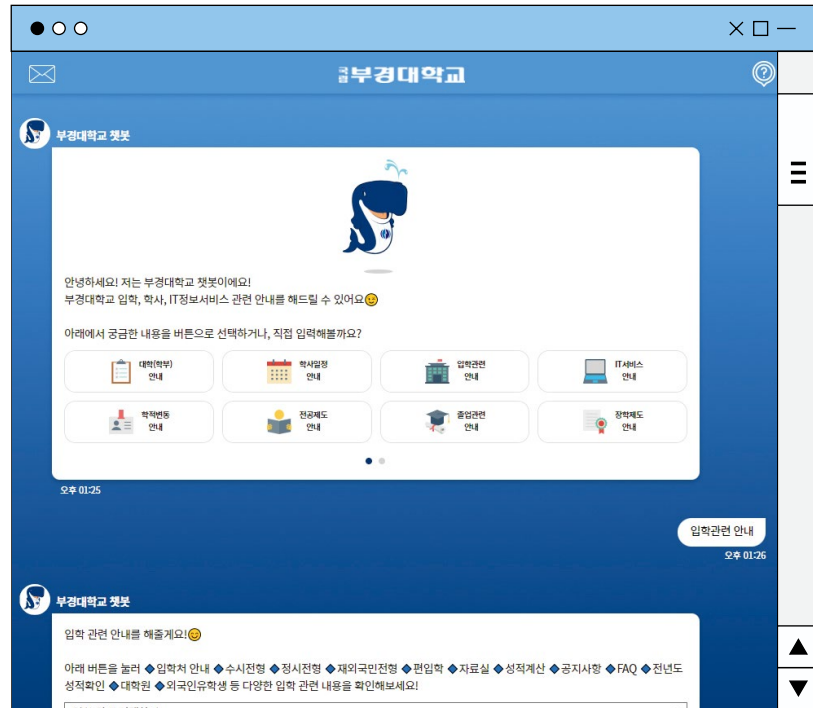 국립부경대학교
부경대학교 챗봇
안녕하세요! 저는 부경대학교 챗봇이에요!
부경대학교 입학, 학사, IT정보서비스 관련 안내를 해드릴 수 있어요😉
아래에서 궁금한 내용을 버튼으로 선택하거나, 직접 입력해볼까요?
대학(학부)
안내
학사일정
안내
입학관련
안내
IT서비스
안내
학적변동
안내
전공제도
안내
졸업관련
안내
장학제도
안내
오후 01:25
입학관련 안내
오후 01:26
부경대학교 챗봇
입학 관련 안내를 해줄게요!😊
아래 버튼을 눌러 🔷입학처 안내 🔷수시전형 🔷정시전형 🔷재외국민전형 🔷편입학 🔷자료실 🔷성적계산 🔷공지사항 🔷FAQ 🔷전년도
성적확인 🔷대학원 🔷외국인유학생 등 다양한 입학 관련 내용을 확인해보세요!